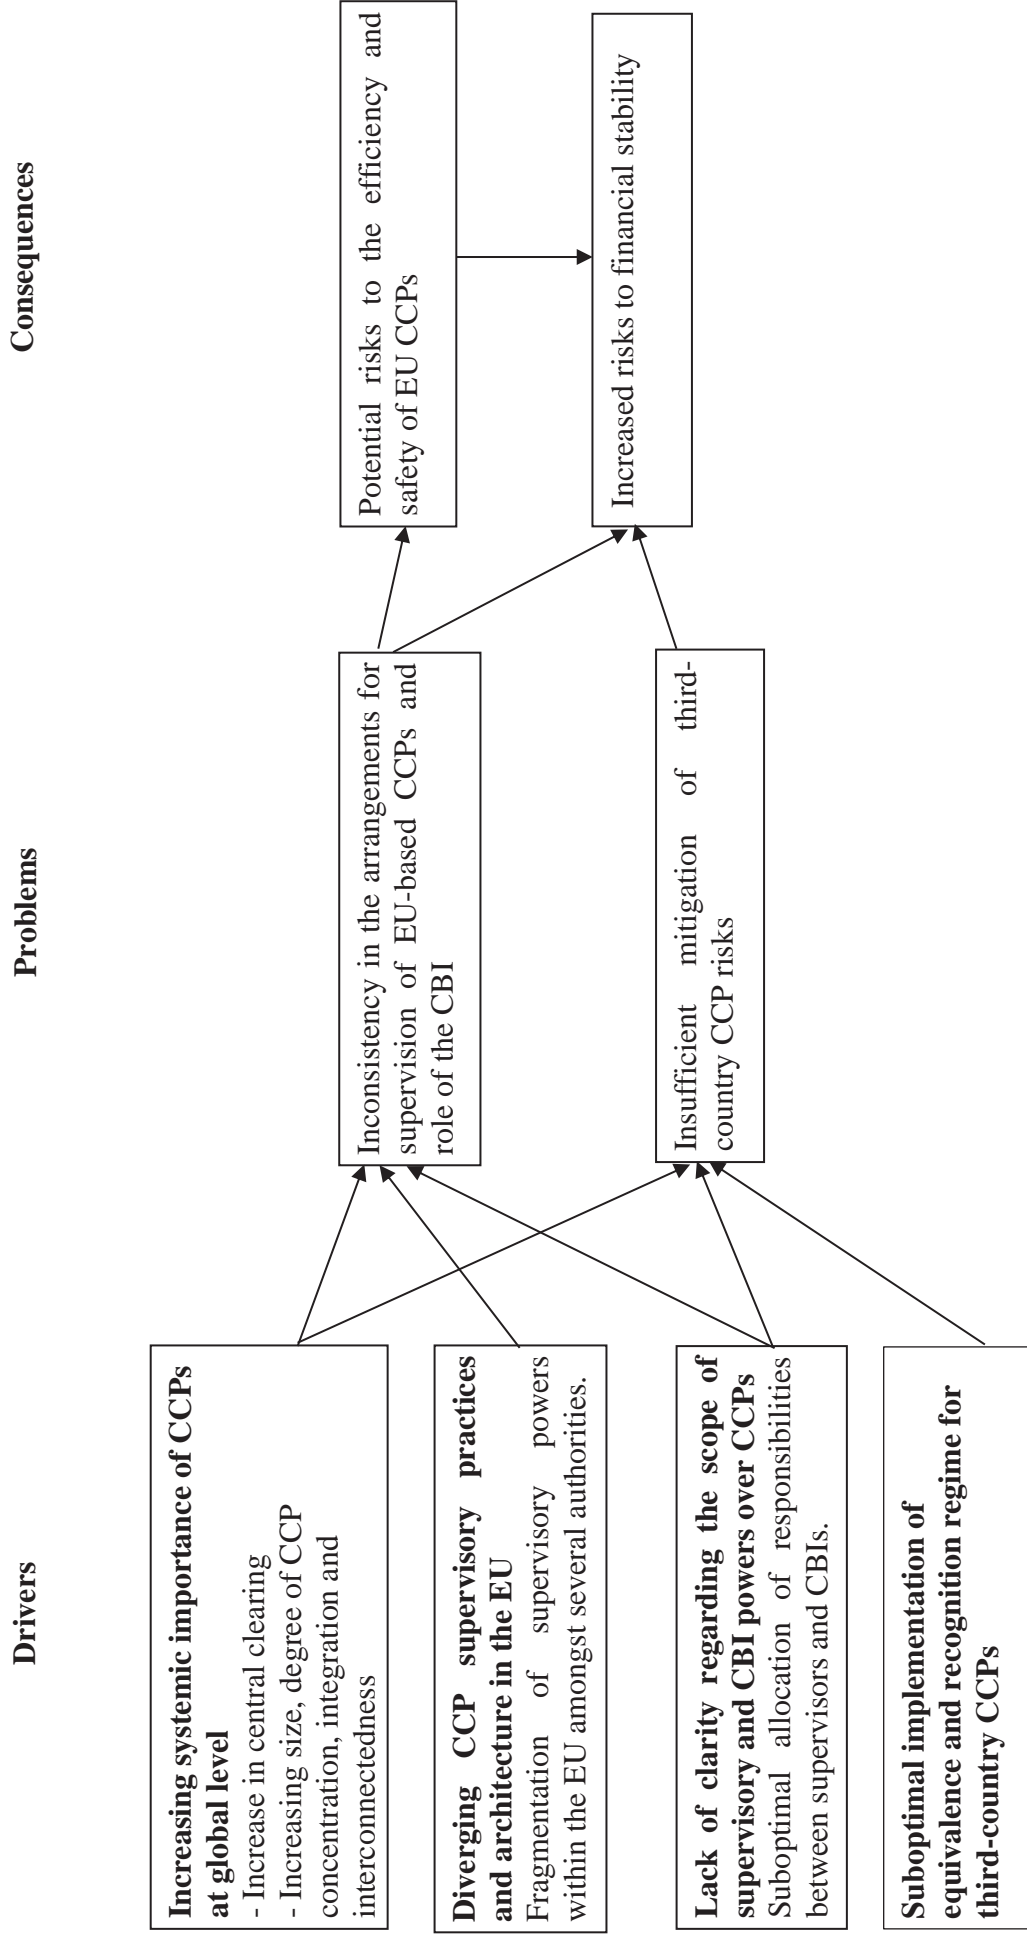 Drivers
Problems
Consequences
Increasing systemic importance of CCPs
at global level
- Increase in central clearing
- Increasing size, degree of CCP
concentration, integration and
interconnectedness
Diverging CCP supervisory practices
and architecture in the EU
Fragmentation of supervisory powers
within the EU amongst several authorities.
Lack of clarity regarding the scope of
supervisory and CBI powers over CCPs
Suboptimal allocation of responsibilities
between supervisors and CBIs.
Suboptimal implementation of
equivalence and recognition regime for
third-country CCPs
Inconsistency in the arrangements for
supervision of EU-based CCPs and
role of the CBI
Insufficient mitigation of third-
country CCP risks
Potential risks to the efficiency and
safety of EU CCPs
Increased risks to financial stability